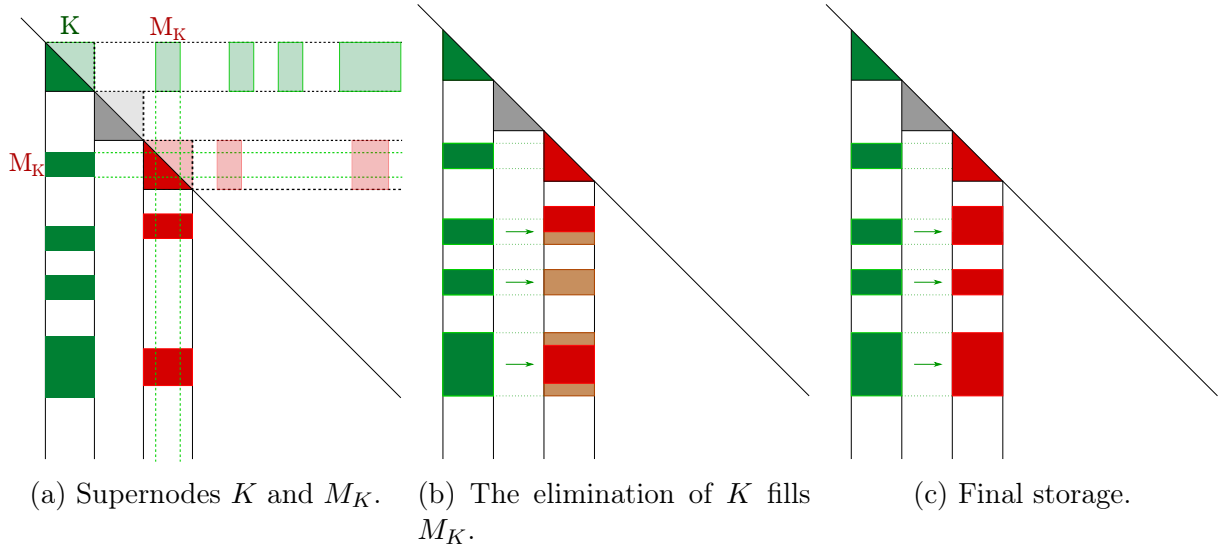 K
M_K
M_K
(a) Supernodes K and M_K.
(b) The elimination of K fills
M_K.
(c) Final storage.